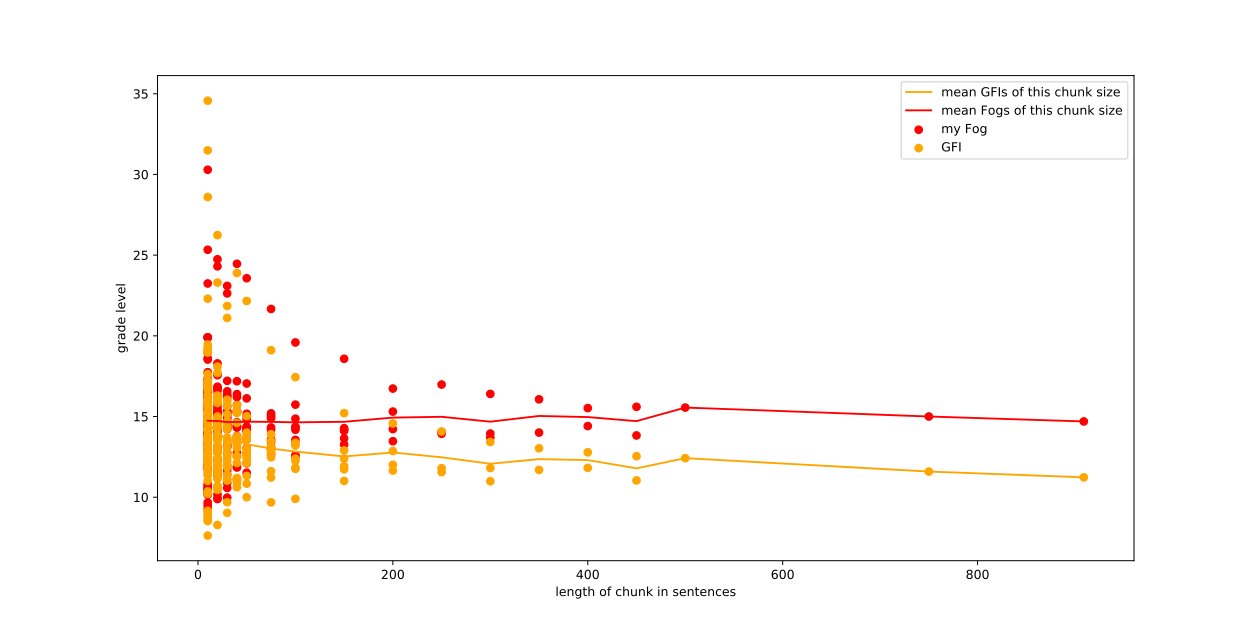 35
30
25
20
15
10
grade level
mean GFIs of this chunk size
mean Fogs of this chunk size
my Fog
GFI
0 200 400 600 800
length of chunk in sentences